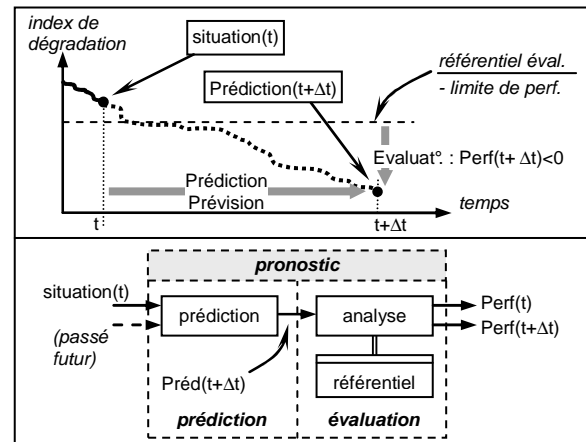 index de
dégradation
situation(t)
référentiel éval.
- limite de perf.
Prédiction(t+Δt)
Evaluat°. : Perf(t+ Δt)<0
Prédiction
Prévision
temps
t
t+Δt
pronostic
situation(t)
(passé
futur)
prédiction
analyse
Perf(t)
Perf(t+Δt)
Préd(t+Δt)
référentiel
prédiction
évaluation